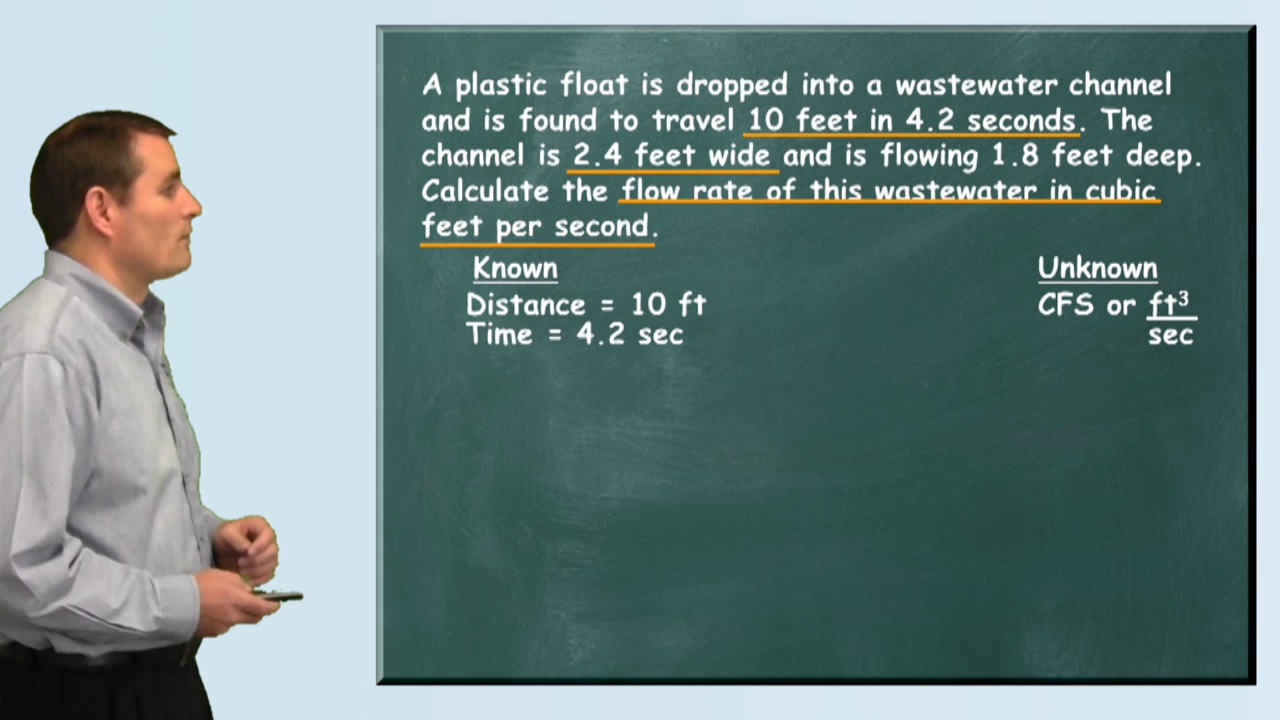 A plastic float is dropped into a wastewater channel
and is found to travel 10 feet in 4.2 seconds. The
channel is 2.4 feet wide and is flowing 1.8 feet deep.
Calculate the flow rate of this wastewater in cubic
feet per second.
Known
Unknown
Distance = 10 ft
CFS or ft³
Time = 4.2 sec
sec